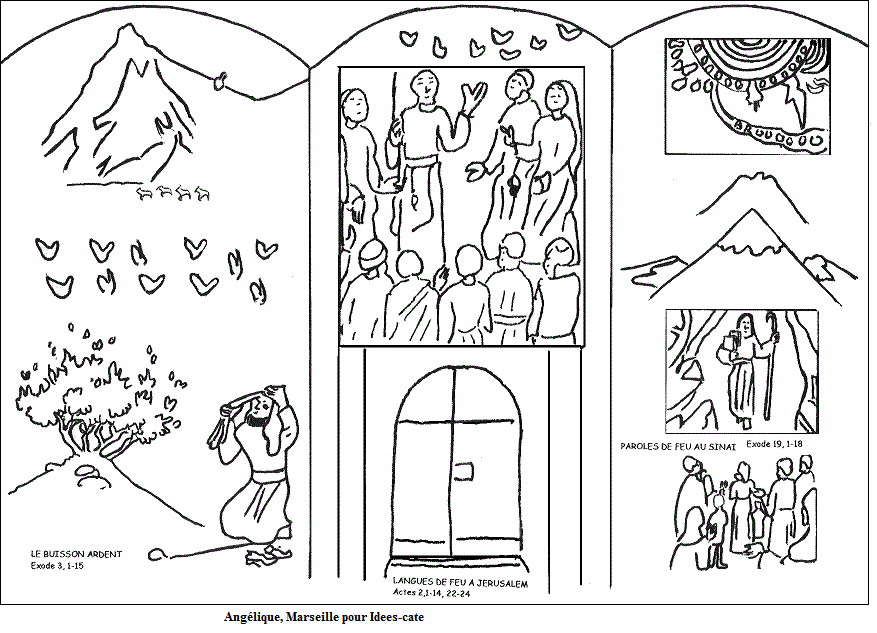 LE BUISSON ARDENT
Exode 3, 1-15
LANGUES DE FEU A JERUSALEM
Actes 2,1-14, 22-24
PAROLES DE FEU AU SINAI Exode 19, 1-18
Angélique, Marseille pour Idees-cate